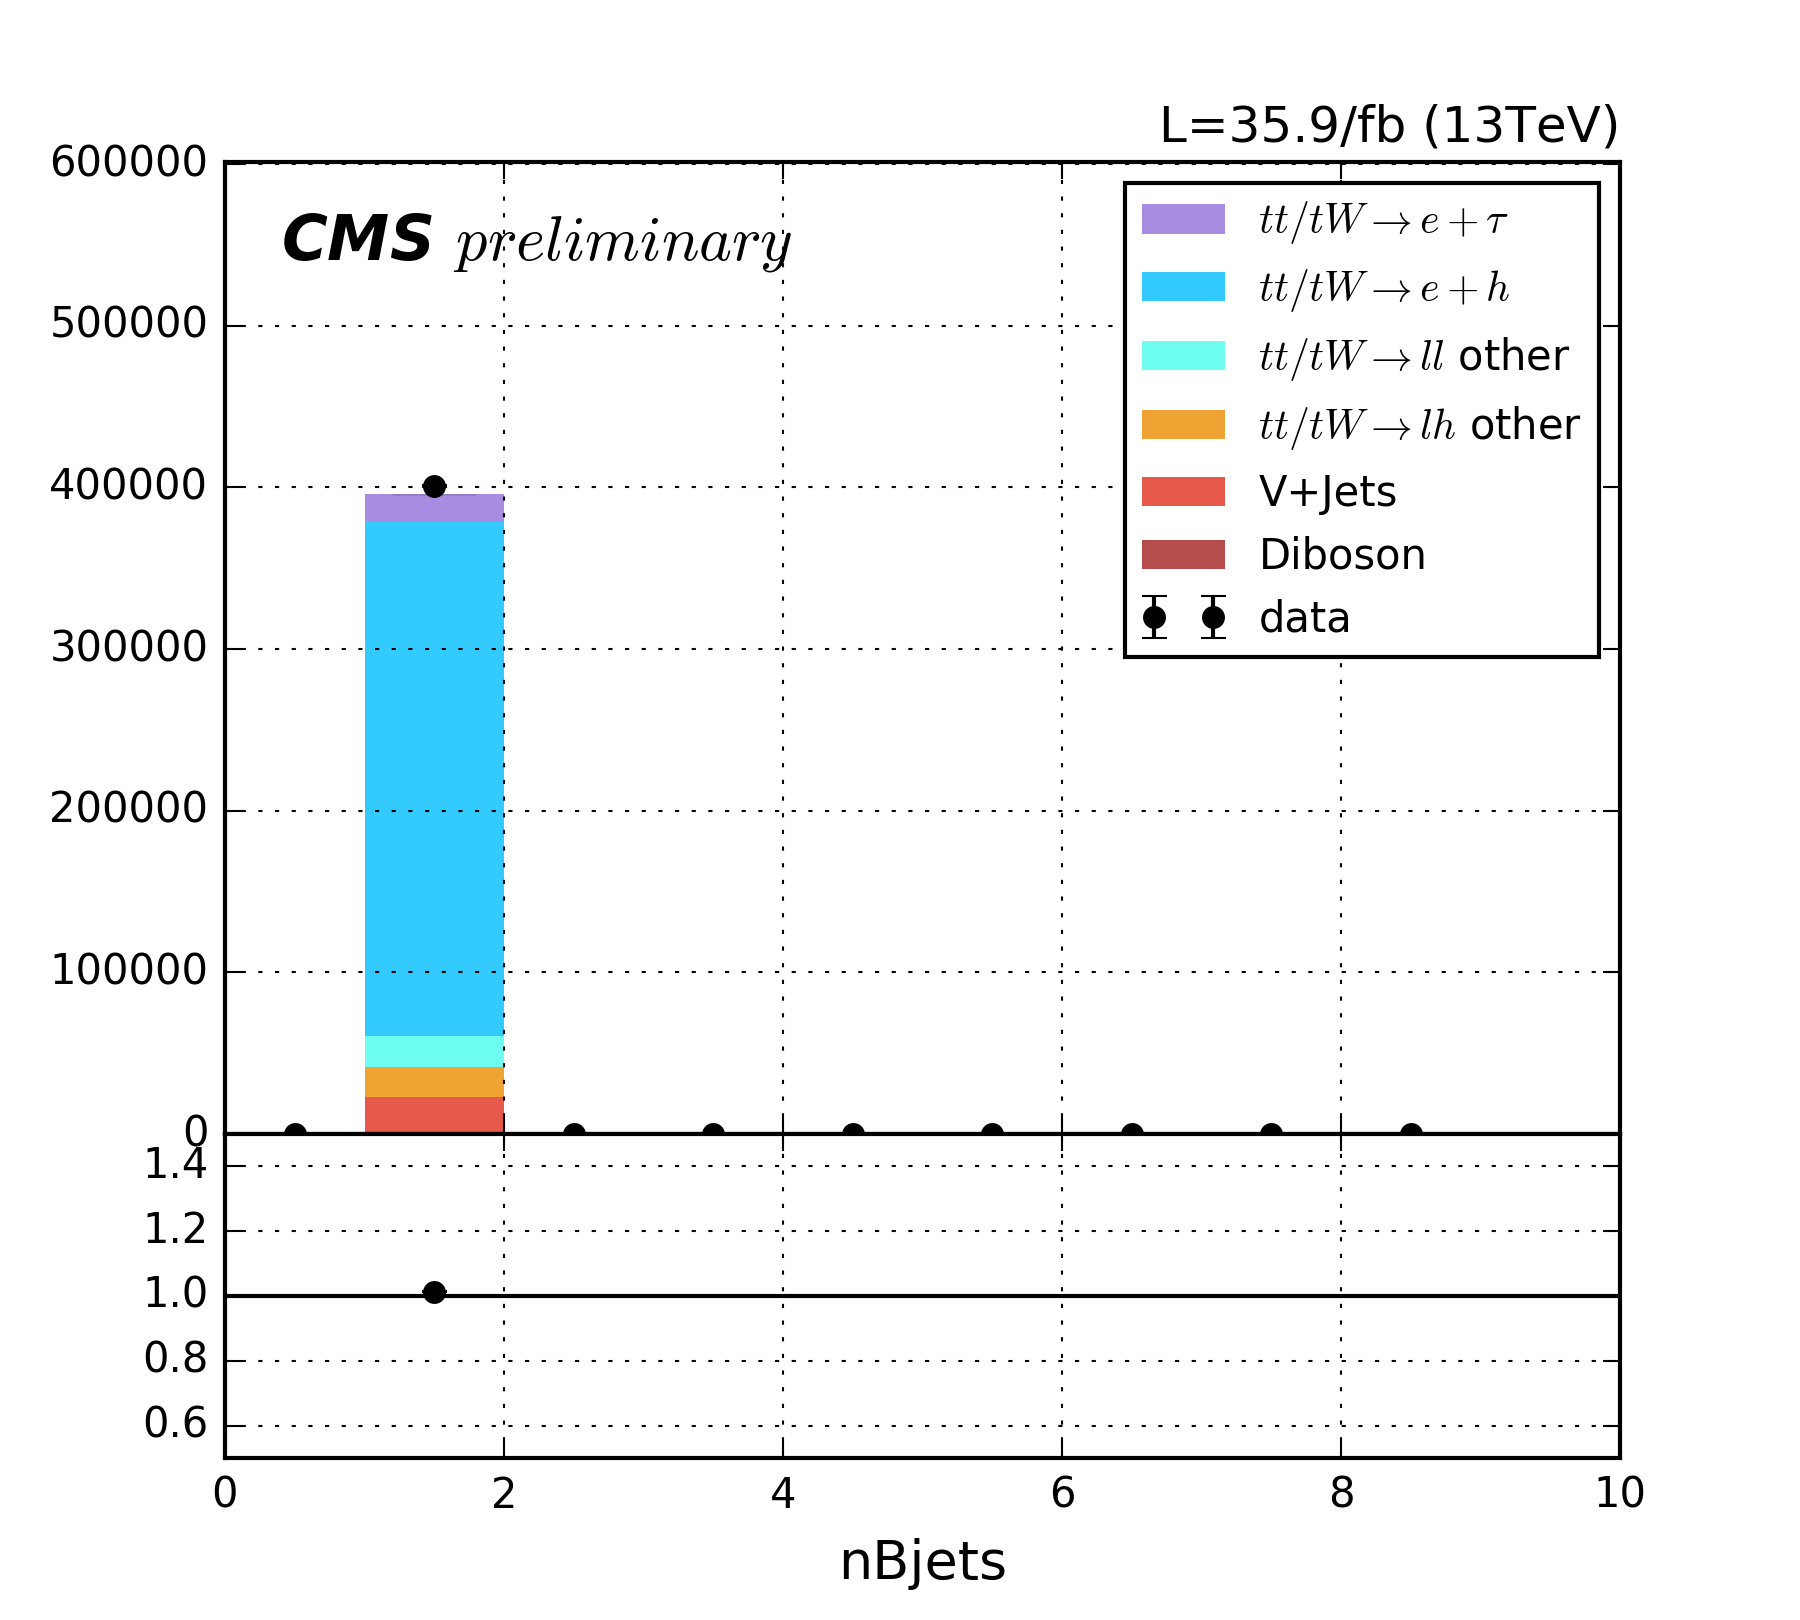 L=35.9/fb (13TeV)
CMS preliminary
600000
500000
400000
300000
200000
100000
0
tt/tW→e+τ
tt/tW→e+h
tt/tW→ll other
tt/tW→lh other
V+Jets
Diboson
data
1.4
1.2
1.0
0.8
0.6
0 2 4 6 8 10
nBjets